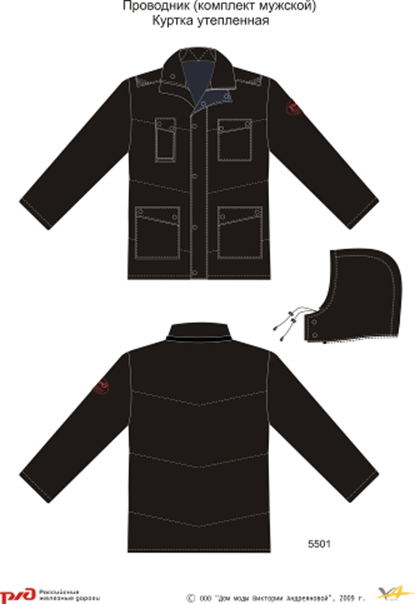 Проводник (комплект мужской)
Куртка утепленная
5501
РЖД Российские
железные дороги
© ООО "Дом моды Виктории Андреяновой", 2009 г.